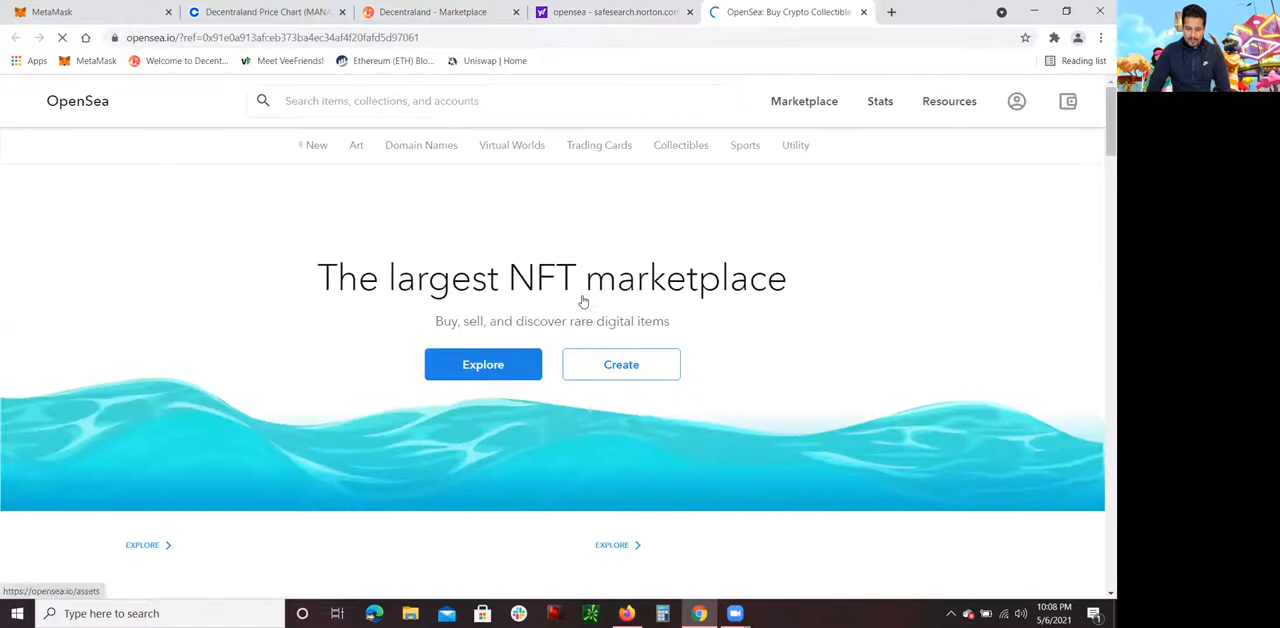 MetaMask
Decentraland Price Chart (MANA
Decentraland - Marketplace
opensea - safesearch.norton.com
OpenSea: Buy Crypto Collectible
opensea.io/?ref=0x91e0a913afceb373ba4ec34af4f20fafd5d97061
Apps
MetaMask
Welcome to Decent...
Meet VeeFriends!
Ethereum (ETH) Blo...
Uniswap | Home
Reading list
OpenSea
Search items, collections, and accounts
Marketplace
Stats
Resources
New
Art
Domain Names
Virtual Worlds
Trading Cards
Collectibles
Sports
Utility
The largest NFT marketplace
Buy, sell, and discover rare digital items
Explore
Create
EXPLORE
EXPLORE
https://opensea.io/assets
Type here to search
10:08 PM
5/6/2021